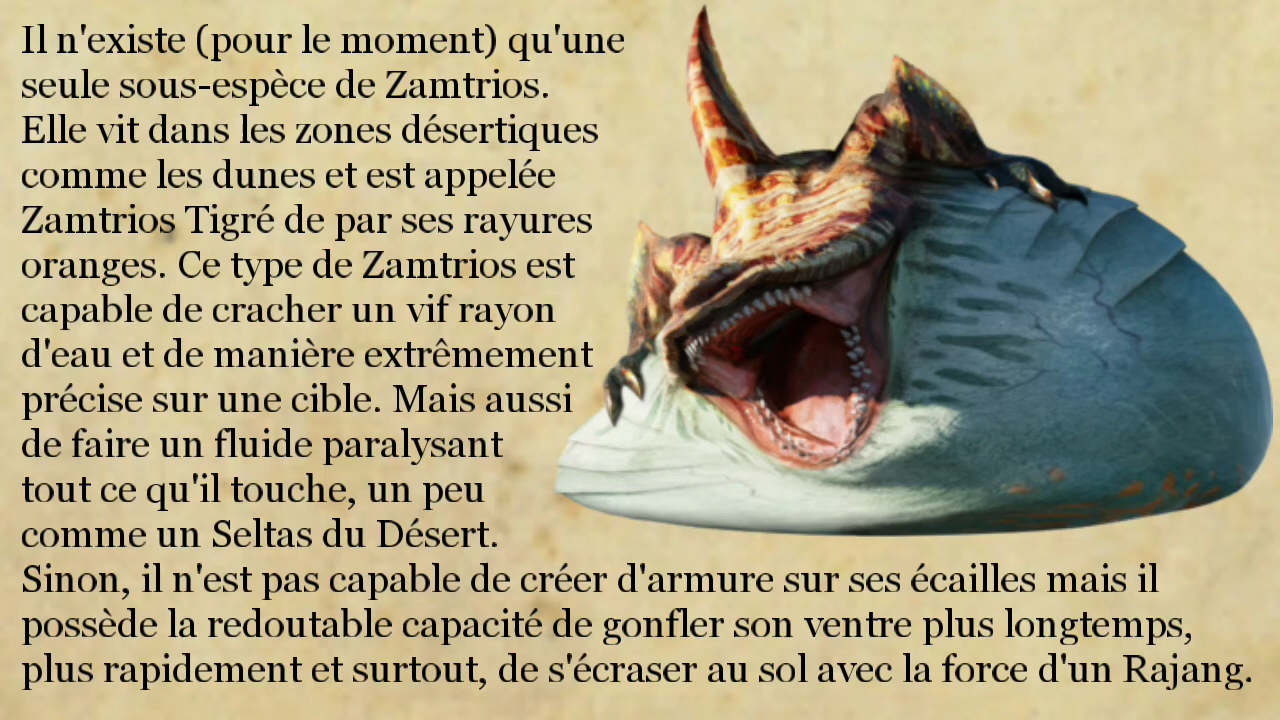 Il n'existe (pour le moment) qu'une
seule sous-espèce de Zamtrios.
Elle vit dans les zones désertiques
comme les dunes et est appelée
Zamtrios Tigré de par ses rayures
oranges. Ce type de Zamtrios est
capable de cracher un vif rayon
d'eau et de manière extrêmement
précise sur une cible. Mais aussi
de faire un fluide paralysant
tout ce qu'il touche, un peu
comme un Seltas du Désert.
Sinon, il n'est pas capable de créer d'armure sur ses écailles mais il
possède la redoutable capacité de gonfler son ventre plus longtemps,
plus rapidement et surtout, de s'écraser au sol avec la force d'un Rajang.